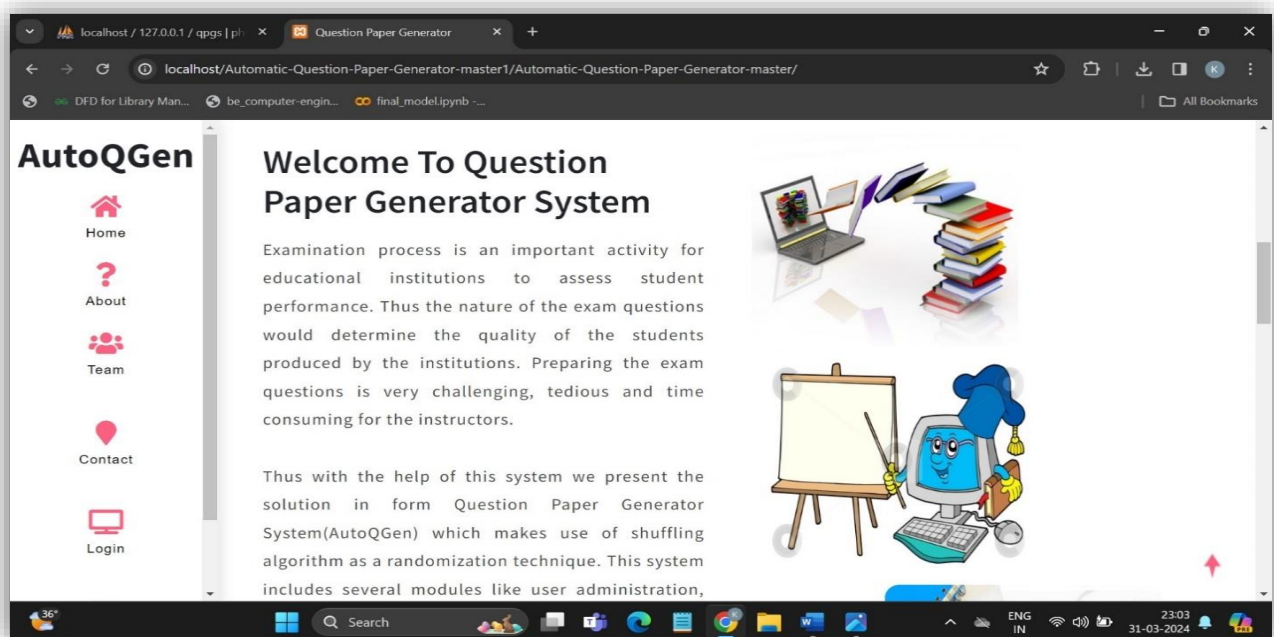 localhost / 127.0.0.1 / qpgs | ph
Question Paper Generator
localhost/Automatic-Question-Paper-Generator-master1/Automatic-Question-Paper-Generator-master/
K
DFD for Library Man...
be_computer-engin...
final_model.ipynb -...
All Bookmarks
AutoQGen
Home
About
Team
Contact
Login
Welcome To Question
Paper Generator System
Examination process is an important activity for
educational institutions to assess student
performance. Thus the nature of the exam questions
would determine the quality of the students
produced by the institutions. Preparing the exam
questions is very challenging, tedious and time
consuming for the instructors.
Thus with the help of this system we present the
solution in form Question Paper Generator
System(AutoQGen) which makes use of shuffling
algorithm as a randomization technique. This system
includes several modules like user administration,
36°
Search
ENG
IN
23:03
31-03-2024
PRE